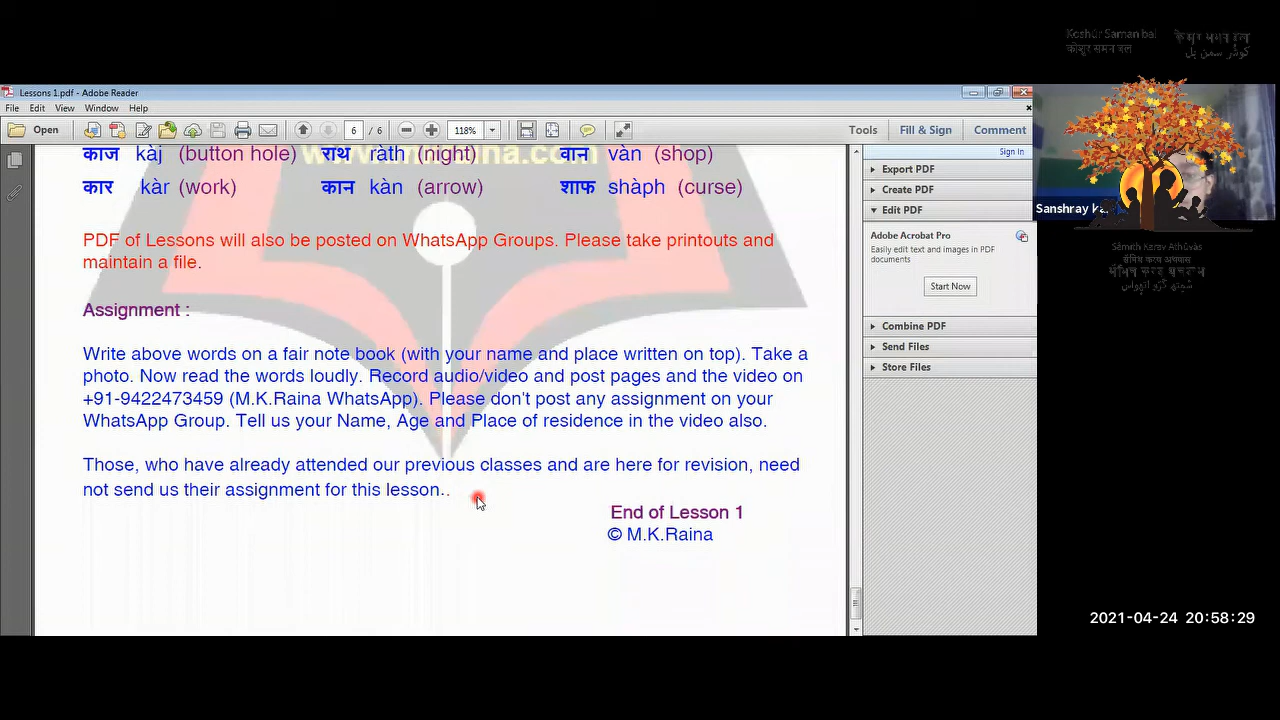 Koshur Saman bal
कॊशुर समन बल
Lessons 1.pdf - Adobe Reader
File Edit View Window Help
Open 6 / 6 118% Tools Fill & Sign Comment
Sign In
काज kàj (button hole) राथ ràth (night) वान vàn (shop)
कार kàr (work) कान kàn (arrow) शाफ shàph (curse)
PDF of Lessons will also be posted on WhatsApp Groups. Please take printouts and
maintain a file.
Assignment :
Write above words on a fair note book (with your name and place written on top). Take a
photo. Now read the words loudly. Record audio/video and post pages and the video on
+91-9422473459 (M.K.Raina WhatsApp). Please don't post any assignment on your
WhatsApp Group. Tell us your Name, Age and Place of residence in the video also.
Those, who have already attended our previous classes and are here for revision, need
not send us their assignment for this lesson..
End of Lesson 1
© M.K.Raina
Export PDF
Create PDF
Edit PDF
Adobe Acrobat Pro
Easily edit text and images in PDF
documents
Start Now
Combine PDF
Send Files
Store Files
Sanshray
2021-04-24 20:58:29